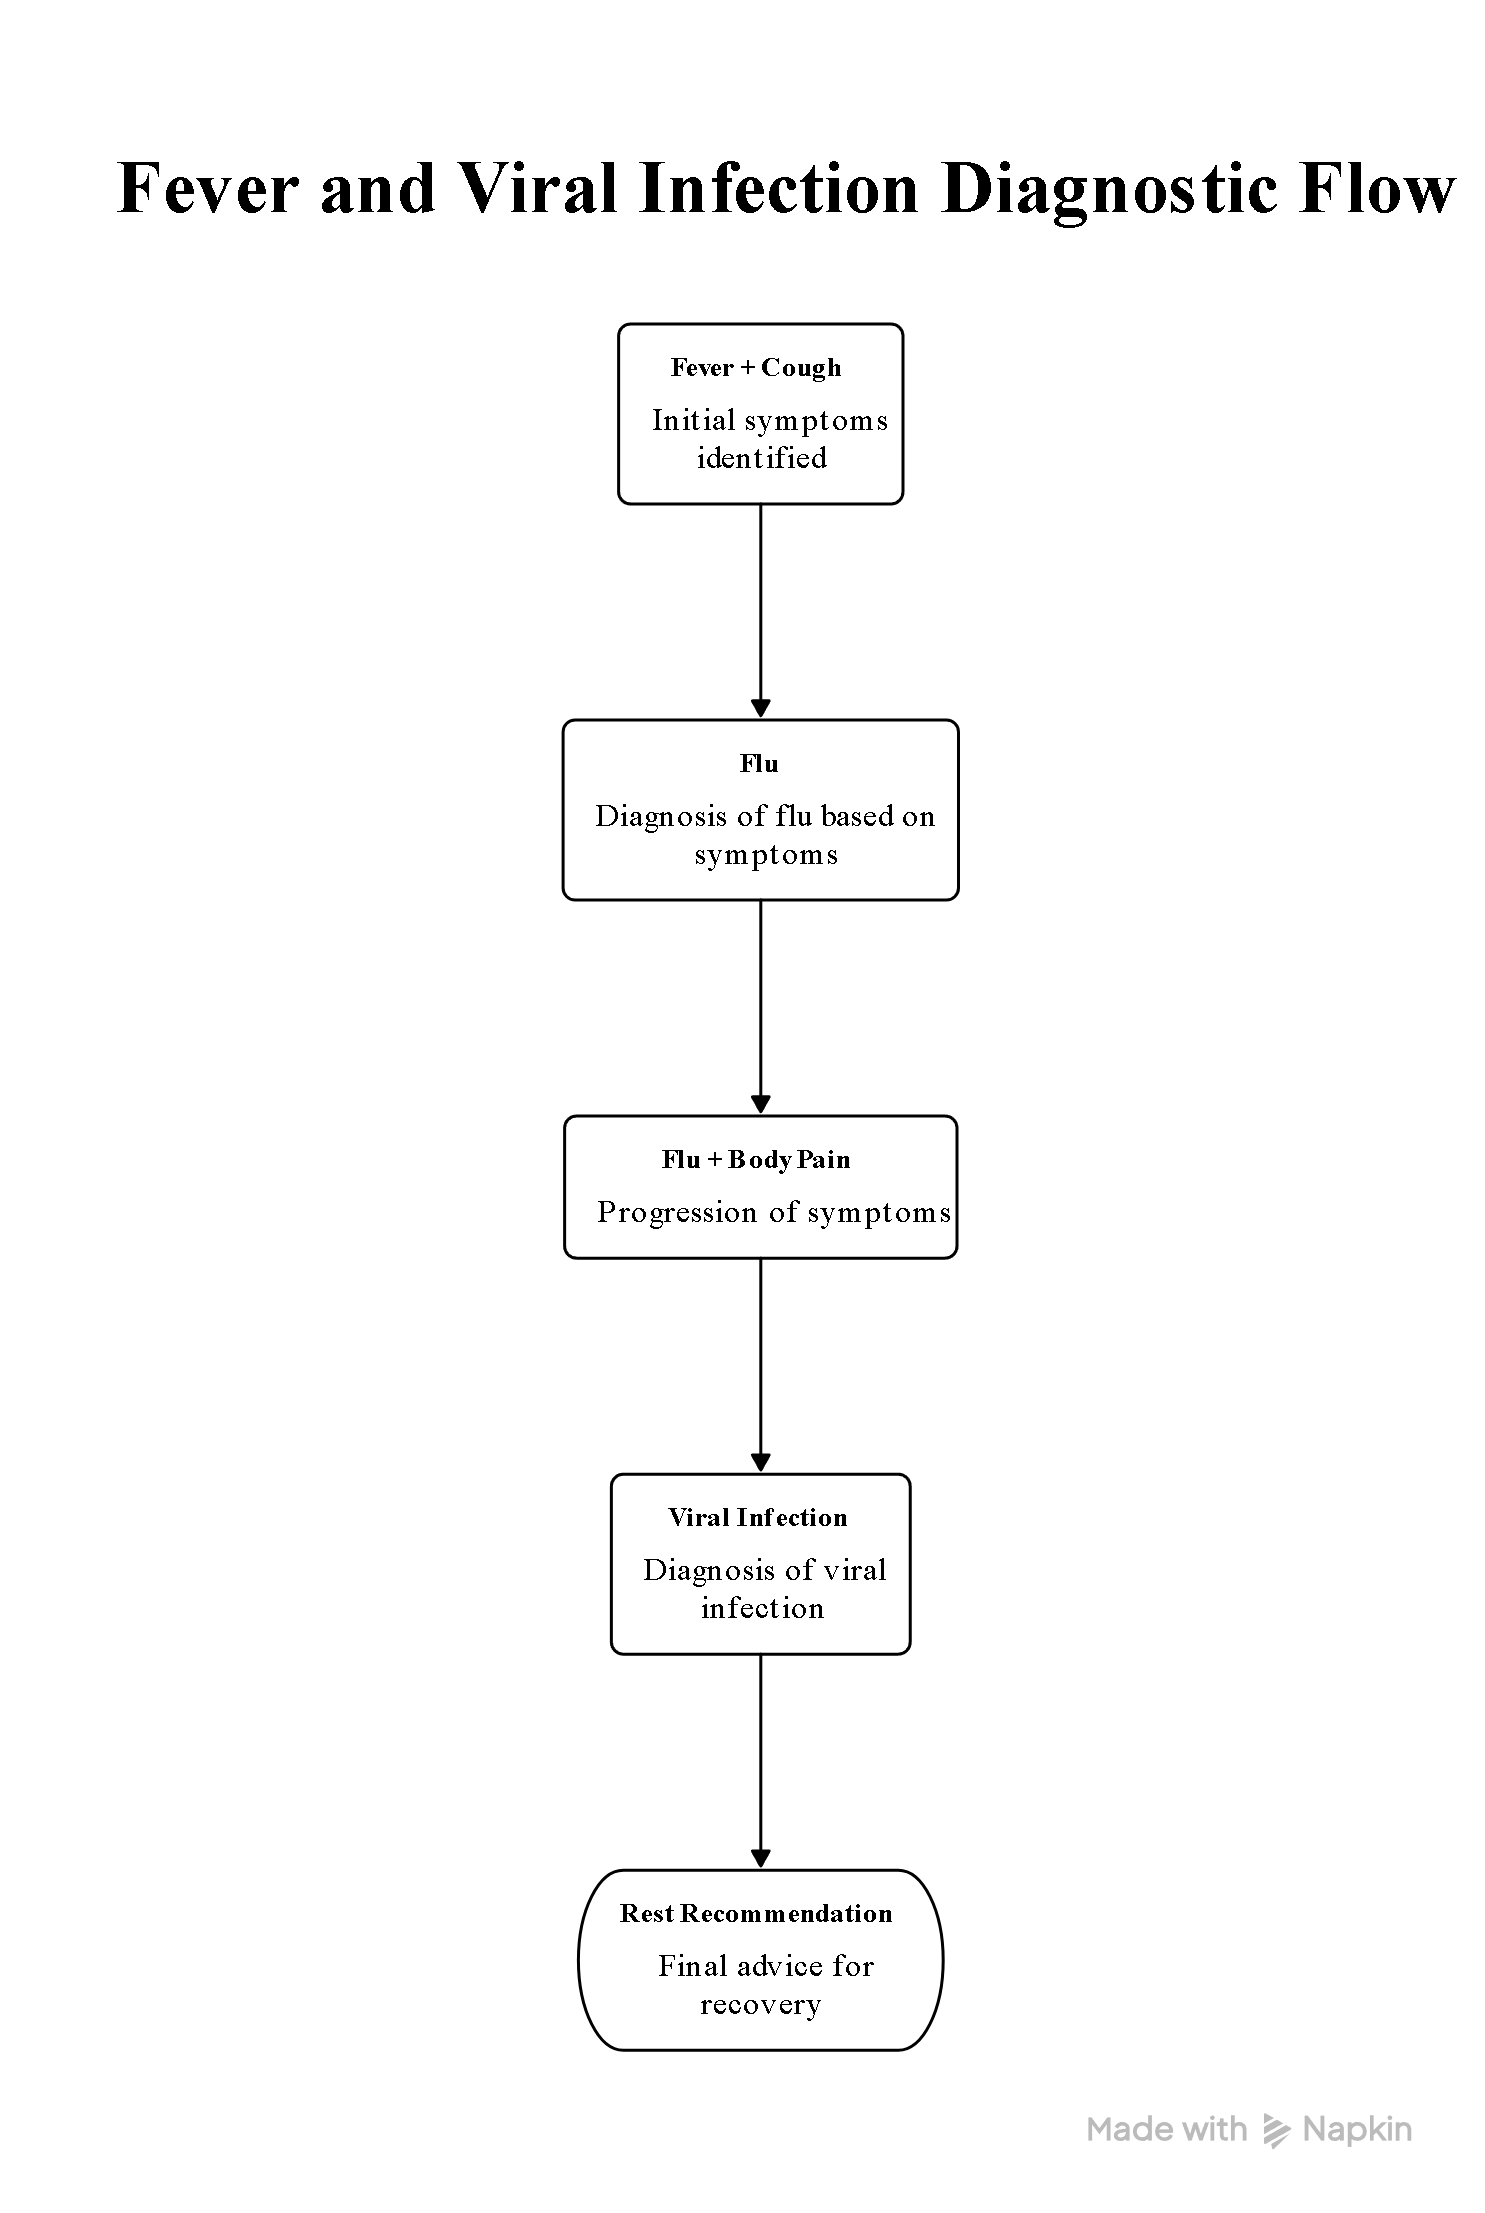 Fever and Viral Infection Diagnostic Flow
Fever + Cough
Initial symptoms
identified
Flu
Diagnosis of flu based on
symptoms
Flu + Body Pain
Progression of symptoms
Viral Infection
Diagnosis of viral
infection
Rest Recommendation
Final advice for
recovery
Made with Napkin